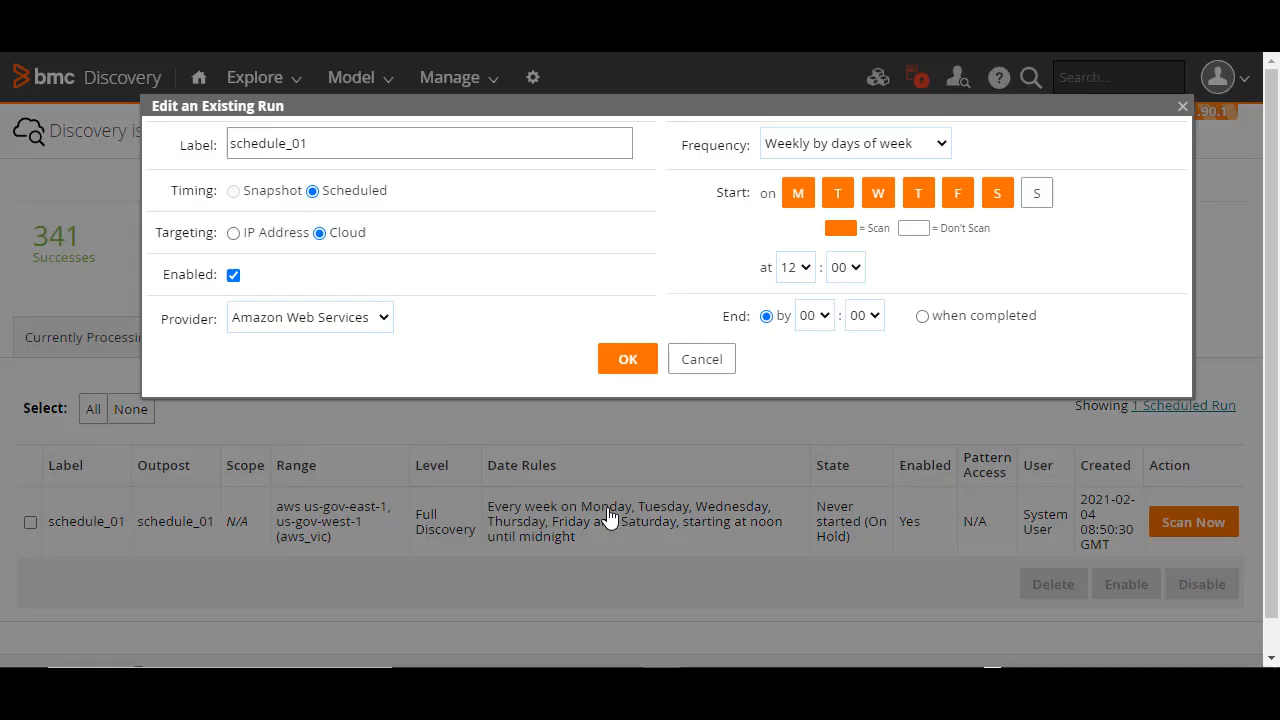 bmc Discovery
Explore
Model
Manage
Search...
.90.1
Discovery is
Edit an Existing Run
Label: schedule_01
Timing: Snapshot Scheduled
Targeting: IP Address Cloud
Enabled:
Provider: Amazon Web Services
Frequency: Weekly by days of week
Start: on M T W T F S S
= Scan = Don't Scan
at 12 : 00
End: by 00 : 00 when completed
OK Cancel
341
Successes
Currently Processi
Select: All None
Showing 1 Scheduled Run
Label Outpost Scope Range Level Date Rules State Enabled Pattern Access User Created Action
schedule_01
schedule_01
N/A
aws us-gov-east-1,
us-gov-west-1
(aws_vic)
Full
Discovery
Every week on Monday, Tuesday, Wednesday,
Thursday, Friday and Saturday, starting at noon
until midnight
Never
started (On
Hold)
Yes
N/A
System
User
2021-02-
04
08:50:30
GMT
Scan Now
Delete Enable Disable